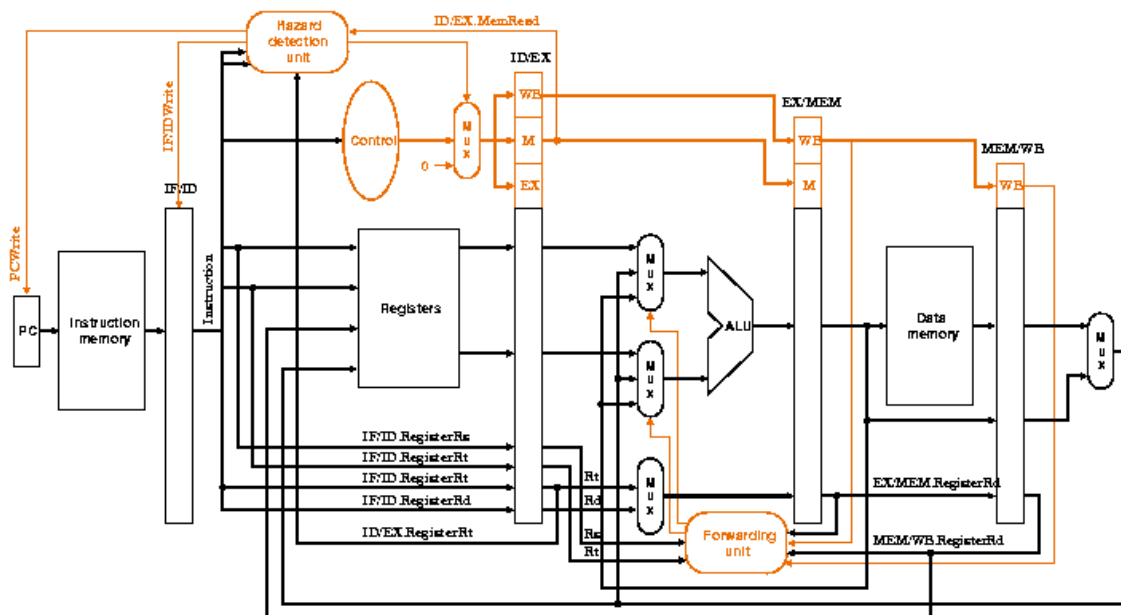 Hazard
detection
unit
ID/EX.MemRead
ID/EX
WB
M
EX
EX/MEM
WB
M
MEM/WB
WB
Control
0
M
u
x
IF/IDWrite
PCWrite
IF/ID
Instruction
PC
Instruction
memory
Registers
M
u
x
M
u
x
ALU
Data
memory
M
u
x
IF/ID.RegisterRs
IF/ID.RegisterRt
IF/ID.RegisterRt
IF/ID.RegisterRd
ID/EX.RegisterRt
Rt
Rd
Rs
Rt
M
u
x
Forwarding
unit
EX/MEM.RegisterRd
MEM/WB.RegisterRd